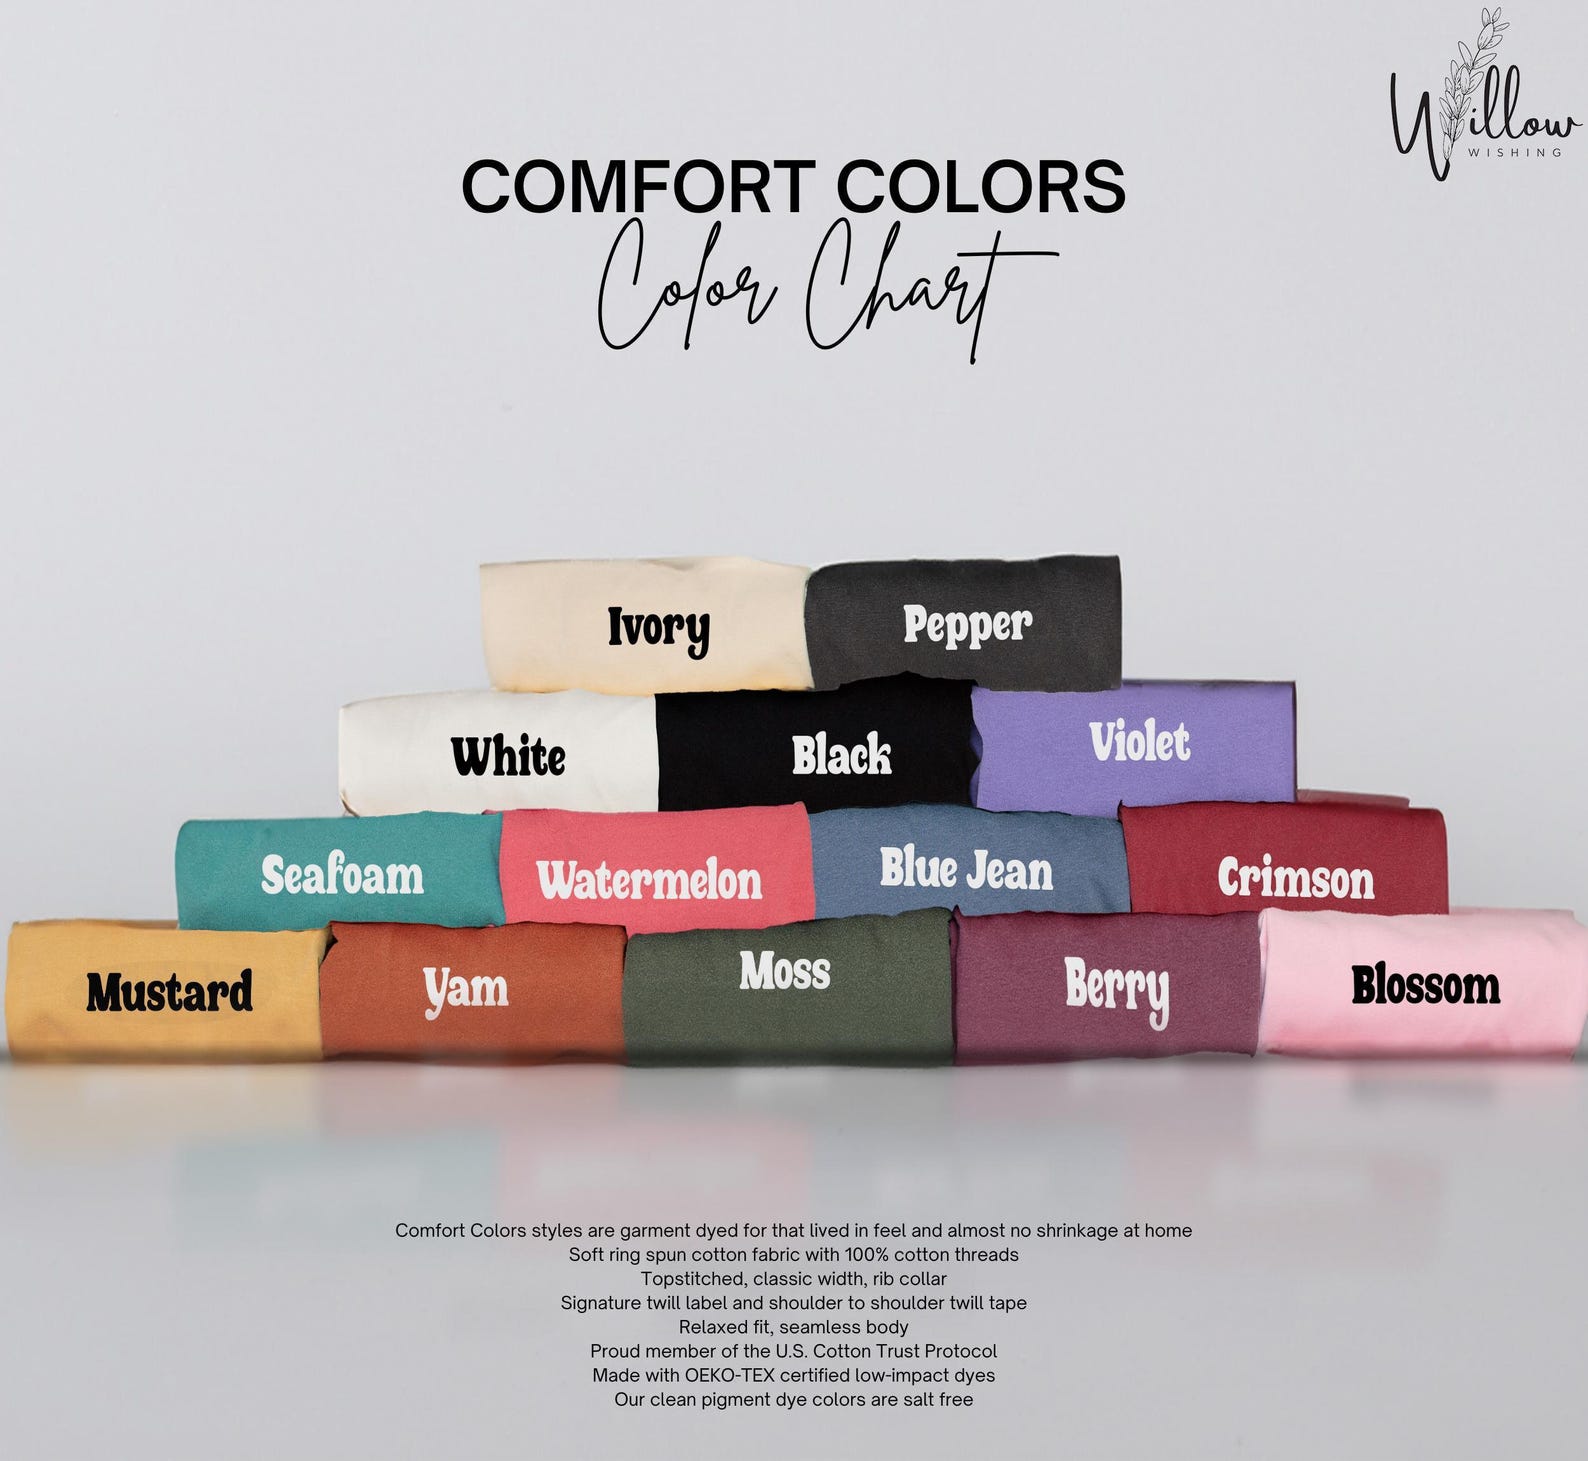 Willow
WISHING
COMFORT COLORS
Color Chart
Ivory
Pepper
White
Black
Violet
Seafoam
Watermelon
Blue Jean
Crimson
Mustard
Yam
Moss
Berry
Blossom
Comfort Colors styles are garment dyed for that lived in feel and almost no shrinkage at home
Soft ring spun cotton fabric with 100% cotton threads
Topstitched, classic width, rib collar
Signature twill label and shoulder to shoulder twill tape
Relaxed fit, seamless body
Proud member of the U.S. Cotton Trust Protocol
Made with OEKO-TEX certified low-impact dyes
Our clean pigment dye colors are salt free